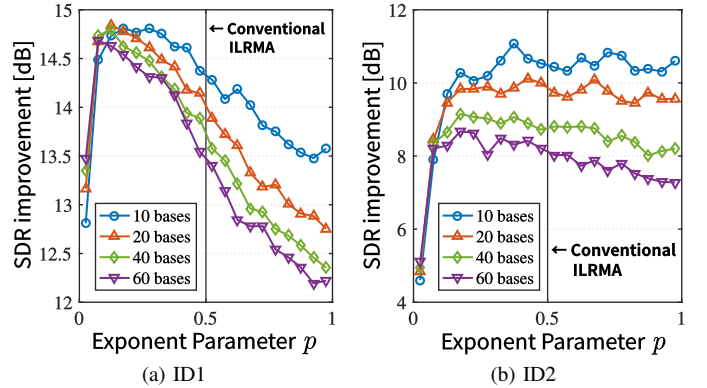 15
14.5
14
13.5
13
12.5
12
SDR improvement [dB]
← Conventional
ILRMA
10 bases
20 bases
40 bases
60 bases
0
0.5
1
Exponent Parameter p
(a) ID1
12
10
8
6
4
SDR improvement [dB]
10 bases
20 bases
40 bases
60 bases
← Conventional
ILRMA
0
0.5
1
Exponent Parameter p
(b) ID2